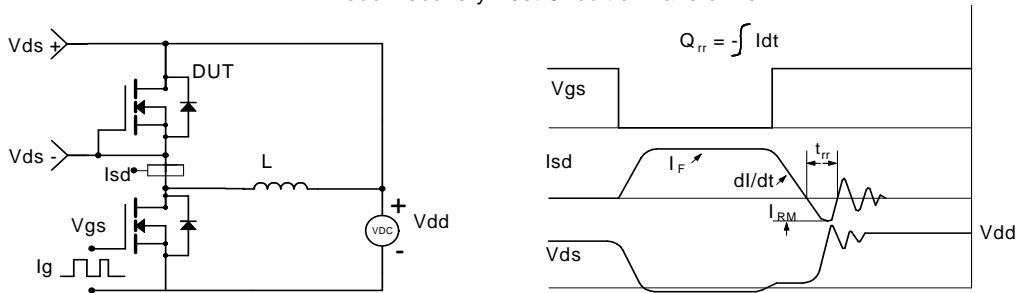 Vds +
DUT
Vds -
Isd
L
Vgs
Ig
+
VDC
-
Vdd
Q rr = -∫ Idt
Vgs
Isd
I F
dI/dt
t rr
I RM
Vdd
Vds